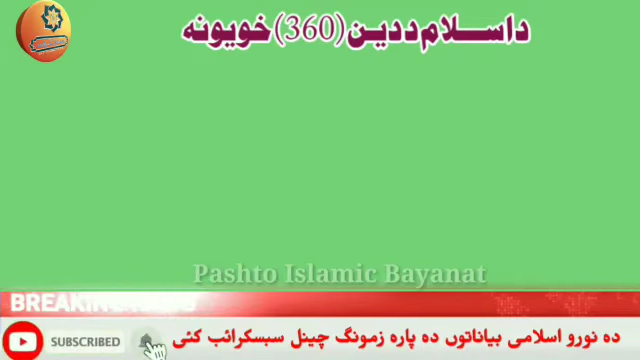 داسلام ددین (360) خویونه
Pashto Islamic Bayanat
BREAKING
ده نورو اسلامی بیاناتوں ده پاره زمونگ چینل سبسکرائب کئی
SUBSCRIBED